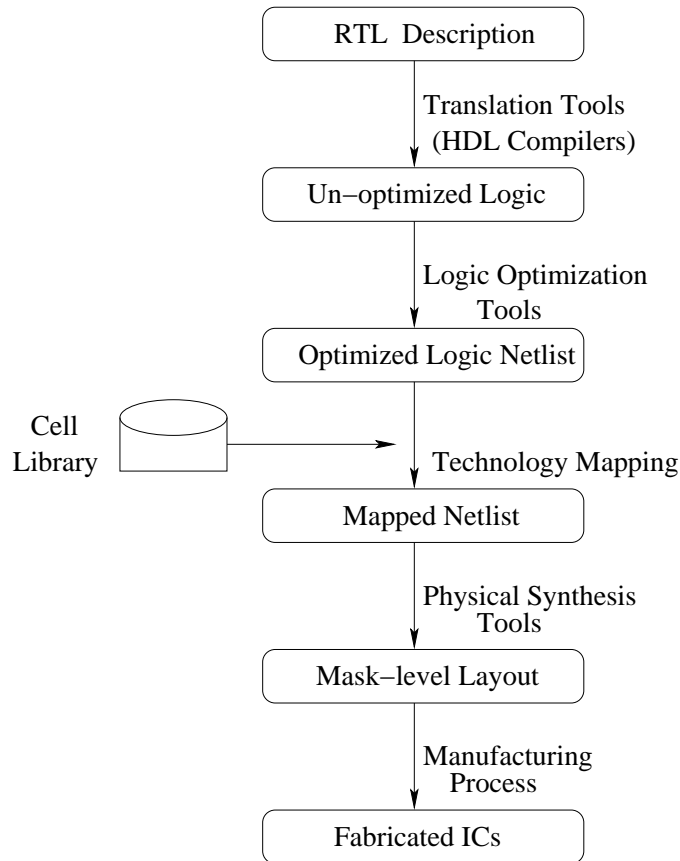 RTL Description
Translation Tools
(HDL Compilers)
Un−optimized Logic
Logic Optimization
Tools
Optimized Logic Netlist
Cell
Library
Technology Mapping
Mapped Netlist
Physical Synthesis
Tools
Mask−level Layout
Manufacturing
Process
Fabricated ICs